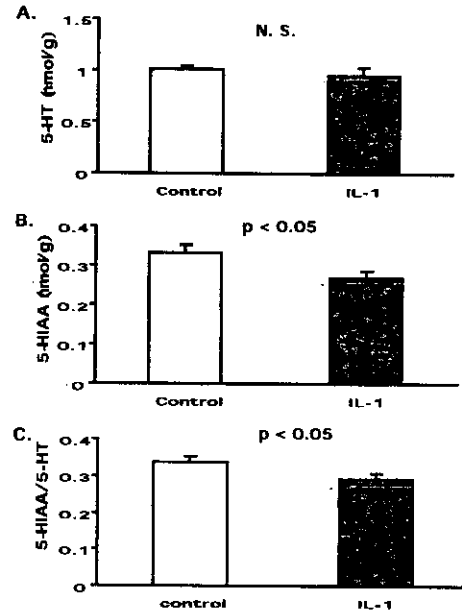 A.
N. S.
5-HT (nmol/g)
1.5
1
0.5
0
Control IL-1
B.
p < 0.05
5-HIAA (nmol/g)
0.4
0.3
0.2
0.1
0
Control IL-1
C.
p < 0.05
5-HIAA/5-HT
0.4
0.3
0.2
0.1
0
control IL-1